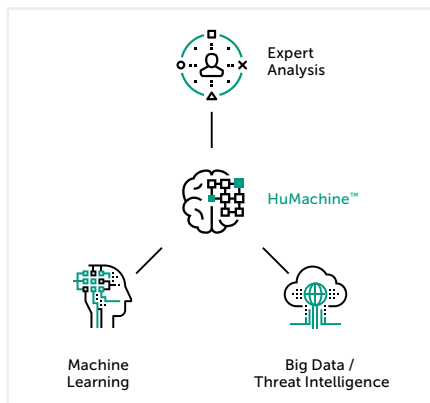 Expert
Analysis
HuMachine™
Machine
Learning
Big Data /
Threat Intelligence